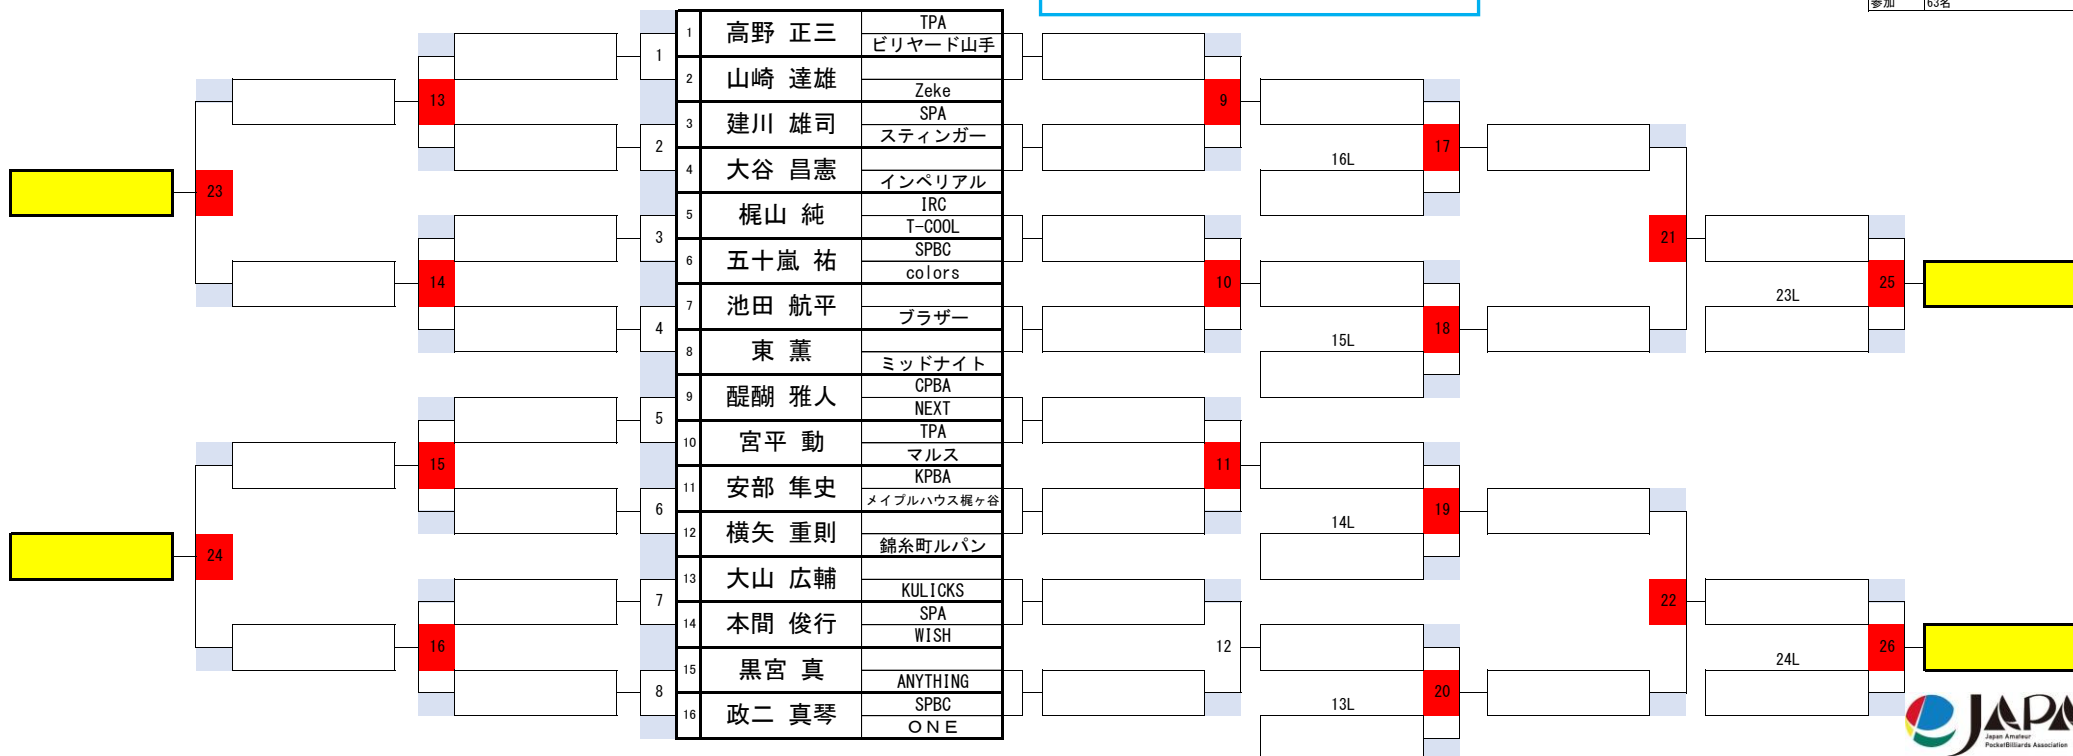 参加 63名
1 高野 正三 TPA ビリヤード山手
2 山崎 達雄 Zeke
3 建川 雄司 SPA スティンガー
4 大谷 昌憲 インペリアル
5 梶山 純 IRC T-COOL
6 五十嵐 祐 SPBC colors
7 池田 航平 ブラザー
8 東 薫 ミッドナイト
9 醍醐 雅人 CPBA NEXT
10 宮平 動 TPA マルス
11 安部 隼史 KPBA メイプルハウス梶ヶ谷
12 横矢 重則 錦糸町ルパン
13 大山 広輔 KULICKS
14 本間 俊行 SPA WISH
15 黒宮 真 ANYTHING
16 政二 真琴 SPBC ONE
1
2
3
4
5
6
7
8
13
14
15
16
23
24
9
10
11
12
16L
15L
14L
13L
17
18
19
20
21
22
23L
24L
25
26
JAPA
Japan Amateur
PocketBilliards Association